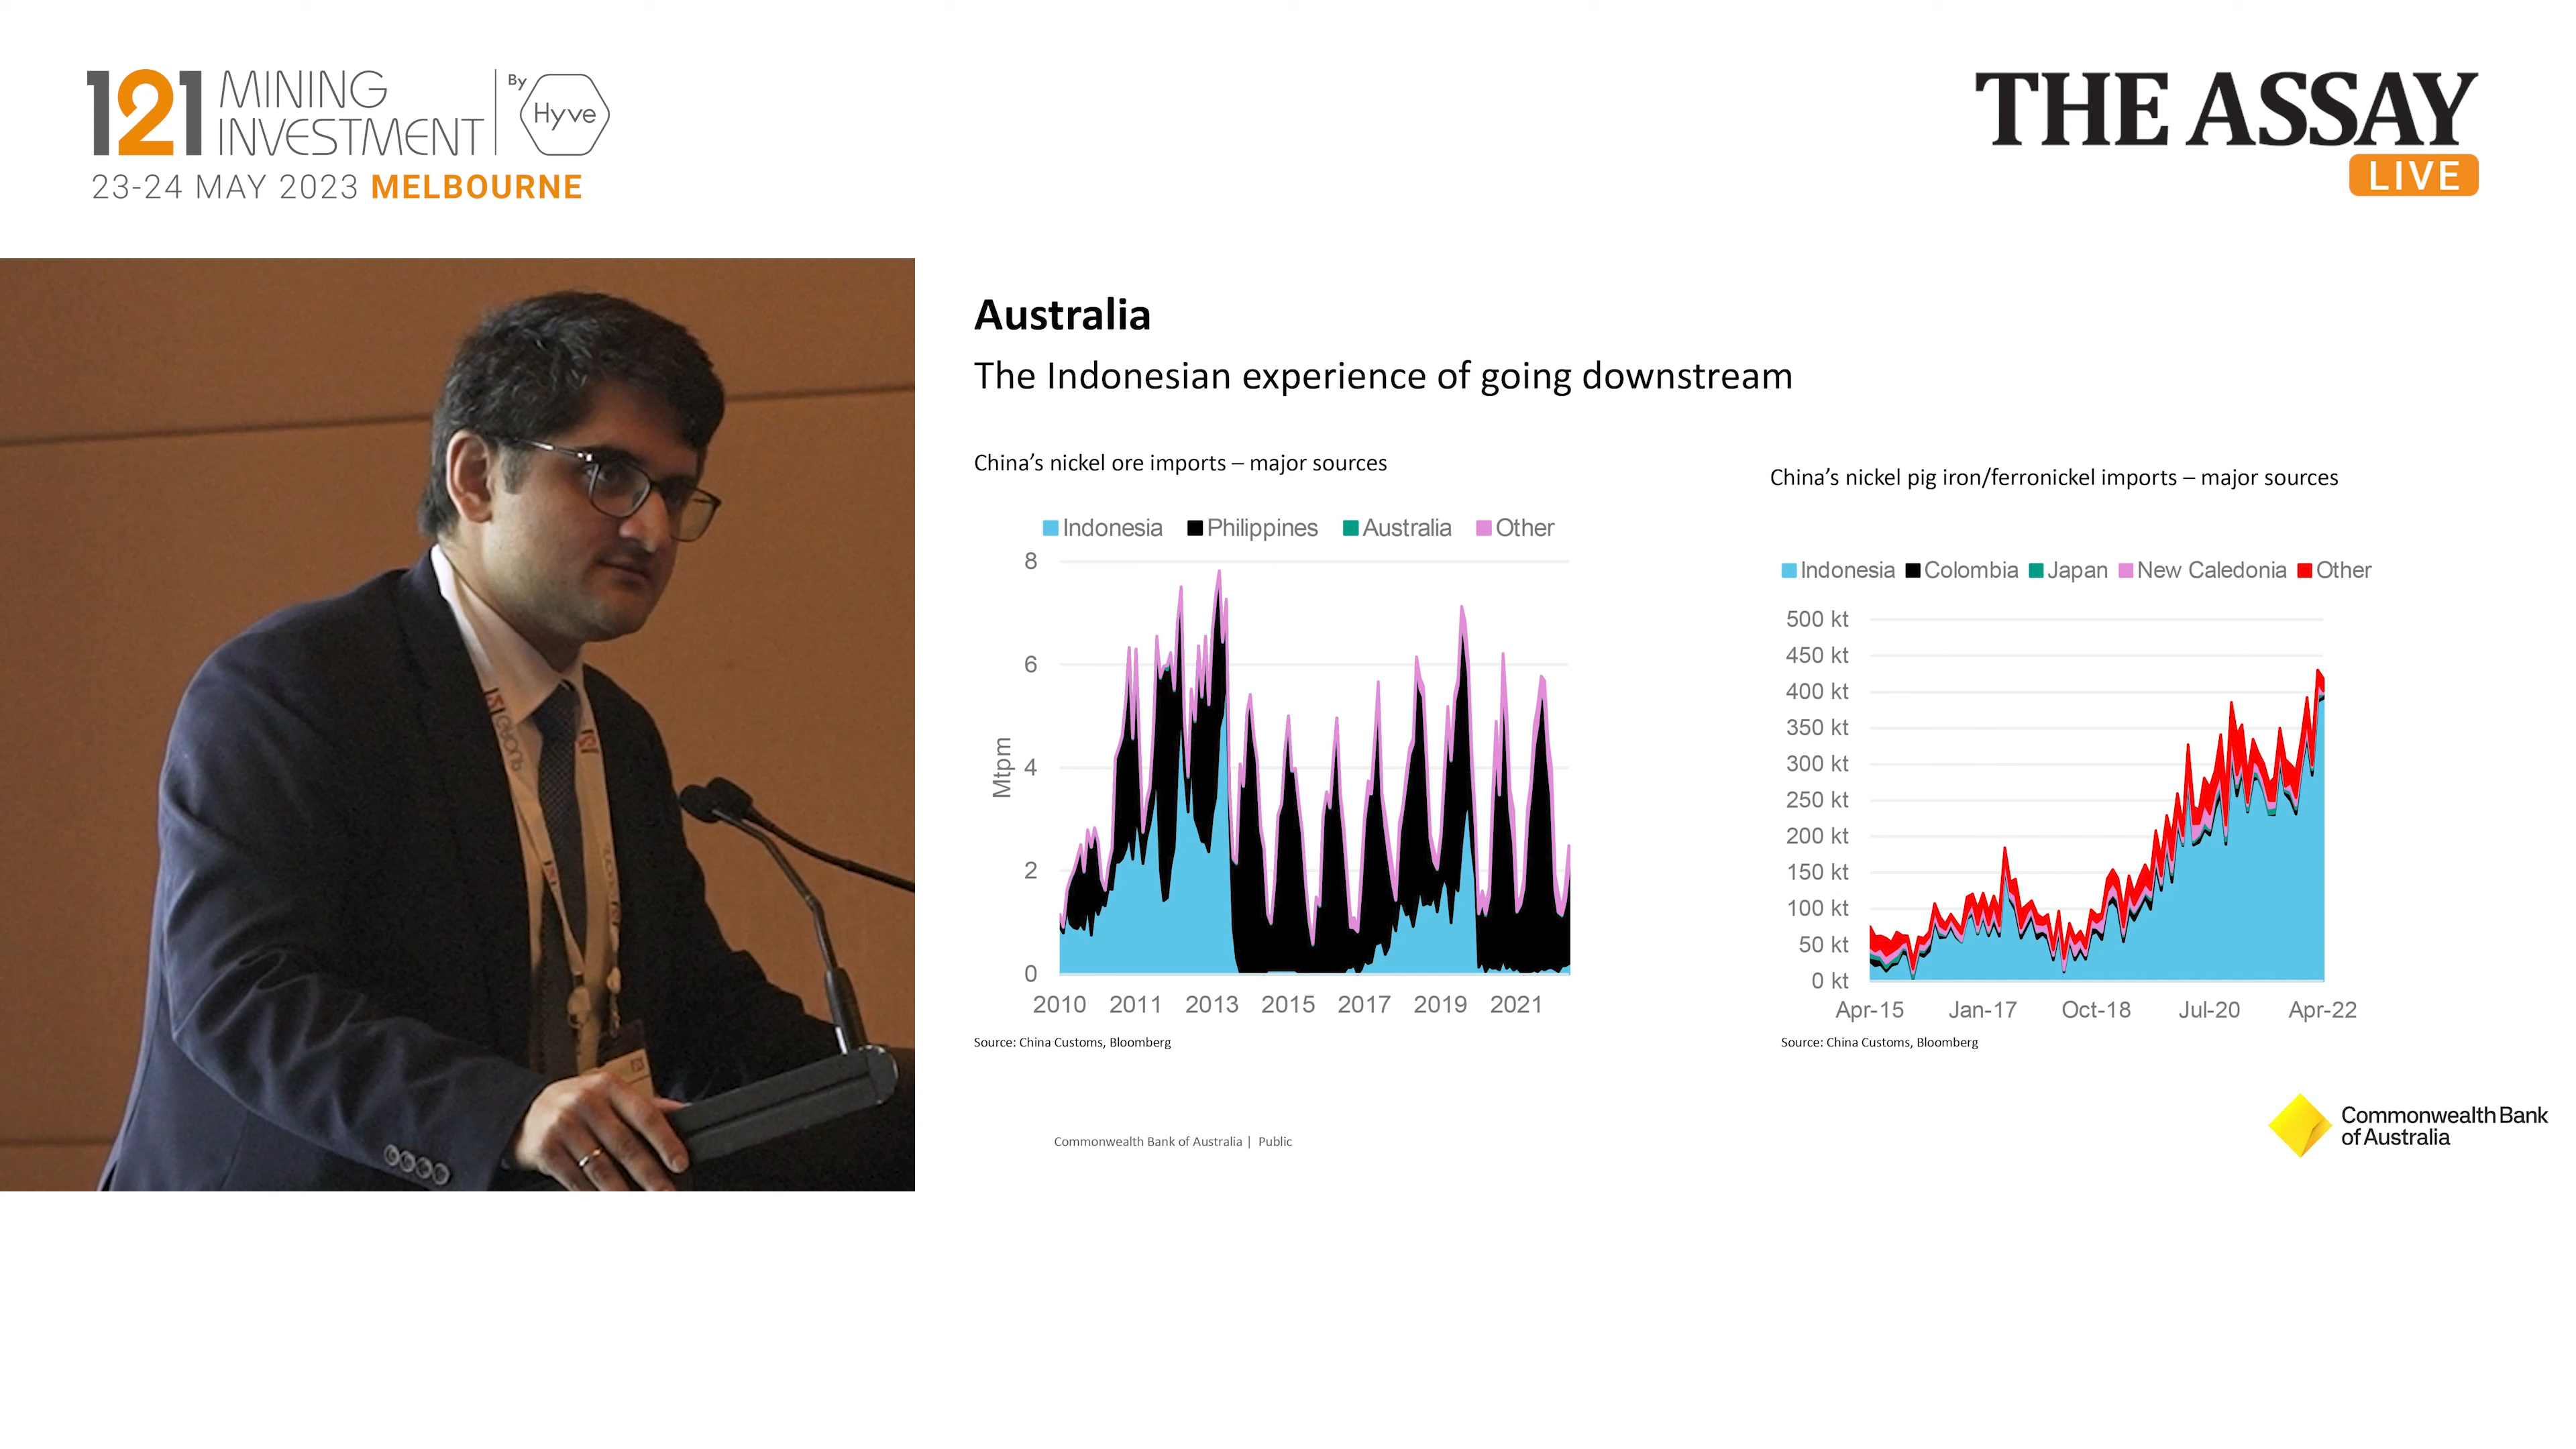 121 MINING INVESTMENT By Hyve
23-24 MAY 2023 MELBOURNE
THE ASSAY
LIVE
Australia
The Indonesian experience of going downstream
China's nickel ore imports – major sources
Indonesia Philippines Australia Other
8
6
4
2
0
Mtpm
2010 2011 2013 2015 2017 2019 2021
Source: China Customs, Bloomberg
China's nickel pig iron/ferronickel imports – major sources
Indonesia Colombia Japan New Caledonia Other
500 kt
450 kt
400 kt
350 kt
300 kt
250 kt
200 kt
150 kt
100 kt
50 kt
0 kt
Apr-15 Jan-17 Oct-18 Jul-20 Apr-22
Source: China Customs, Bloomberg
Commonwealth Bank of Australia | Public
CommonwealthBank
of Australia